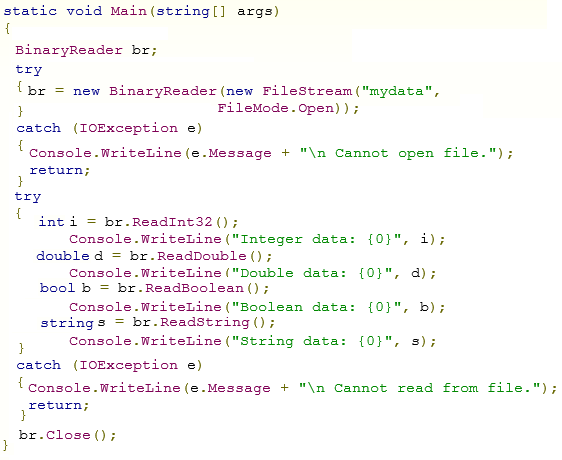 static void Main(string[] args)
{
BinaryReader br;
try
{ br = new BinaryReader(new FileStream("mydata",
FileMode.Open));
}
catch (IOException e)
{
Console.WriteLine(e.Message + "\n Cannot open file.");
return;
}
try
{
int i = br.ReadInt32();
Console.WriteLine("Integer data: {0}", i);
double d = br.ReadDouble();
Console.WriteLine("Double data: {0}", d);
bool b = br.ReadBoolean();
Console.WriteLine("Boolean data: {0}", b);
string s = br.ReadString();
Console.WriteLine("String data: {0}", s);
}
catch (IOException e)
{
Console.WriteLine(e.Message + "\n Cannot read from file.");
return;
}
br.Close();
}